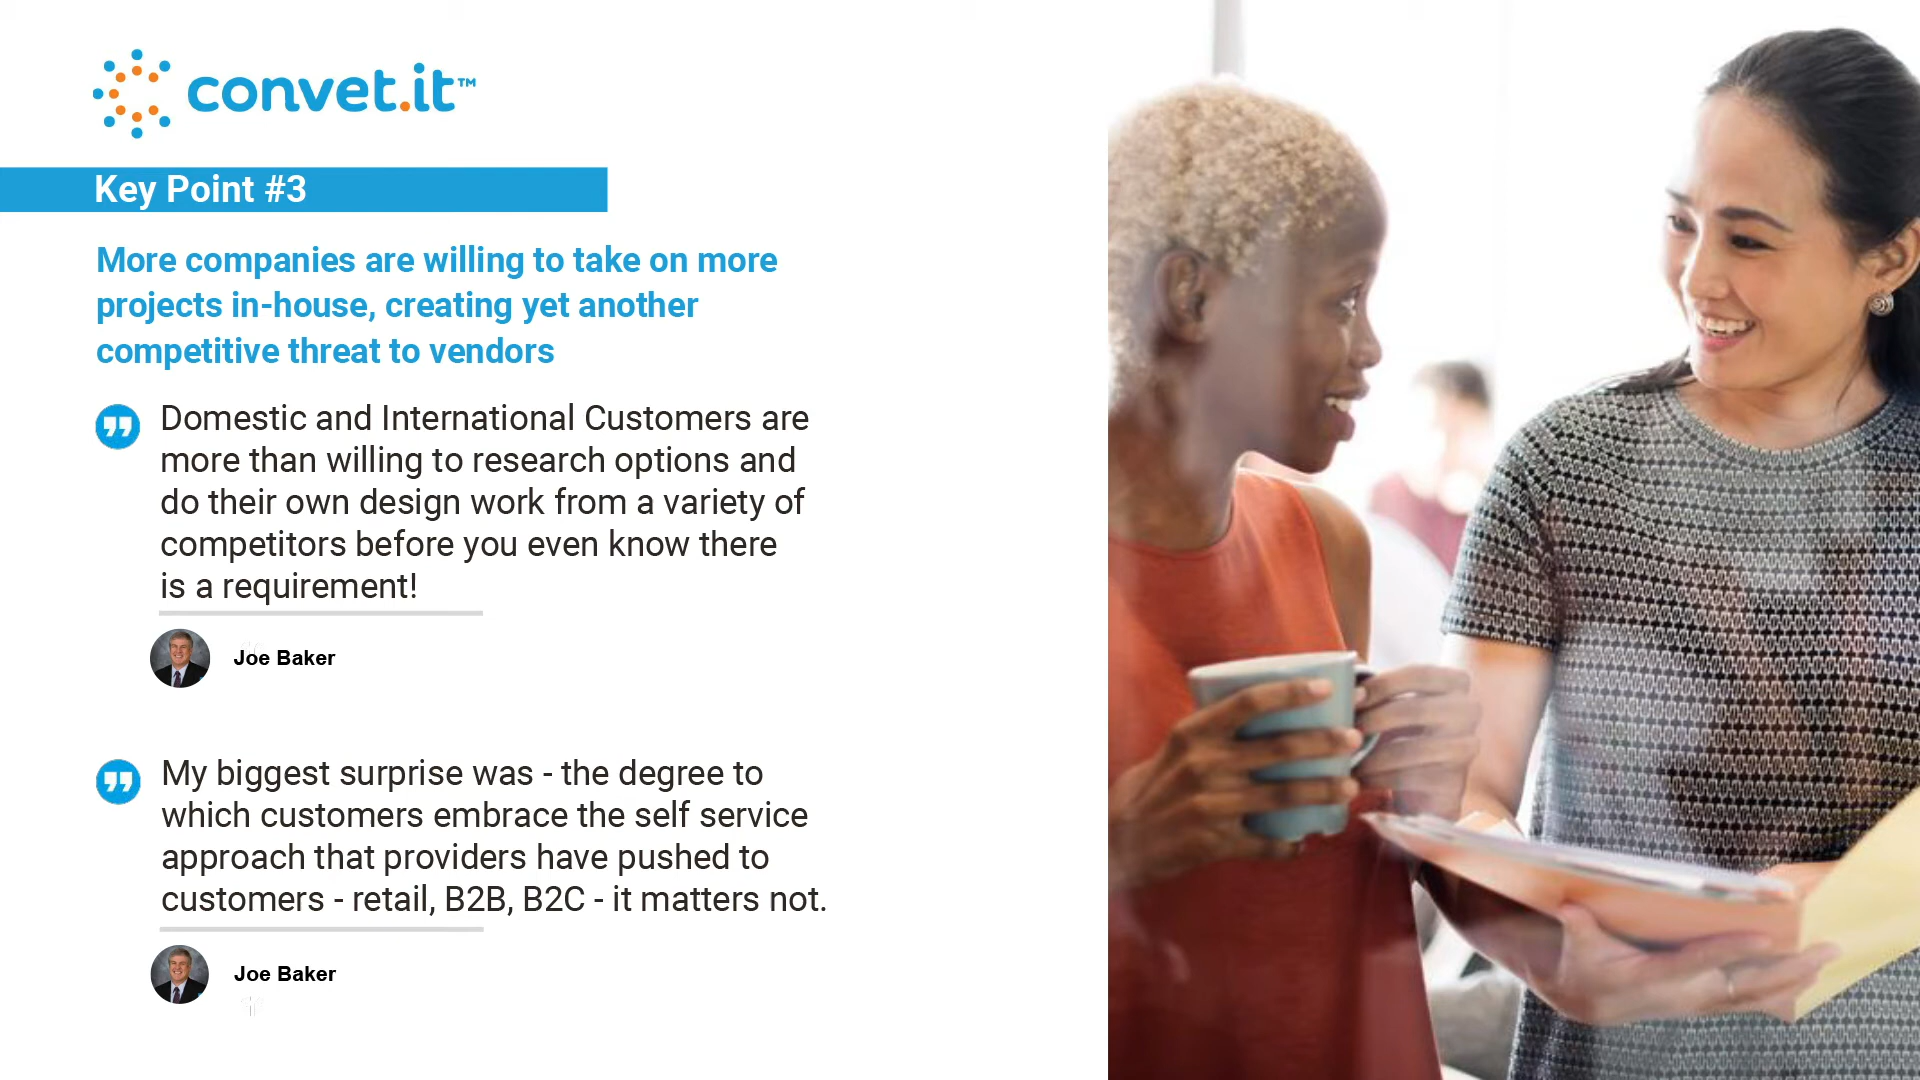 convet.it™
Key Point #3
More companies are willing to take on more
projects in-house, creating yet another
competitive threat to vendors
Domestic and International Customers are
more than willing to research options and
do their own design work from a variety of
competitors before you even know there
is a requirement!
Joe Baker
My biggest surprise was - the degree to
which customers embrace the self service
approach that providers have pushed to
customers - retail, B2B, B2C - it matters not.
Joe Baker